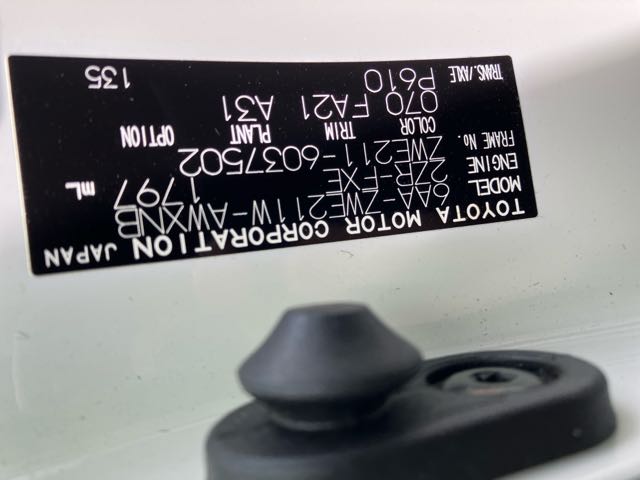 TOYOTA MOTOR CORPORATION JAPAN
MODEL 6AA-ZWE211W-AWXNB
ENGINE 2ZR-FXE 1797 mL
FRAME No. ZWE211-6037502
COLOR TRIM PLANT OPTION
070 FA21 A31
TRANS./AXLE P610 135